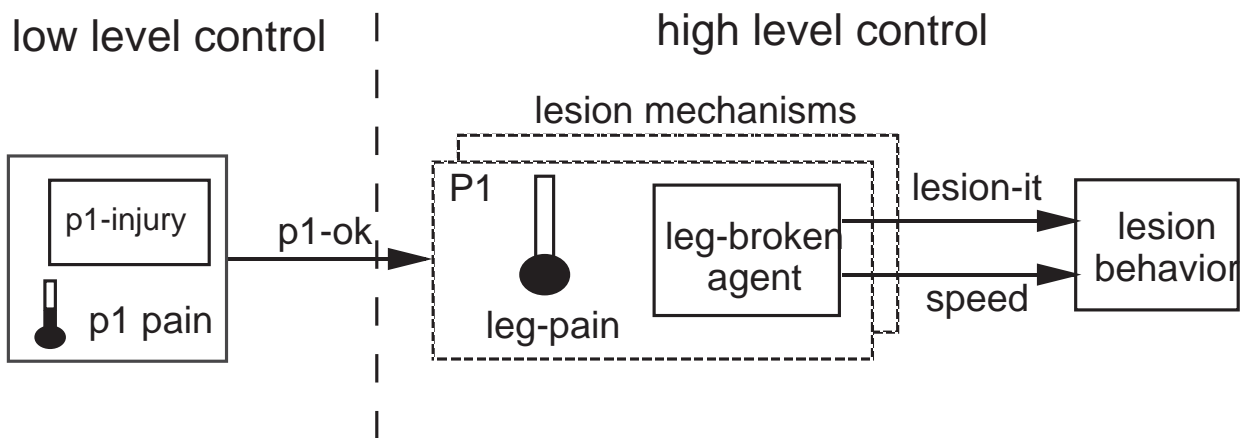 low level control
high level control
lesion mechanisms
p1-injury
p1 pain
p1-ok
P1
leg-pain
leg-broken
agent
lesion-it
speed
lesion
behavior